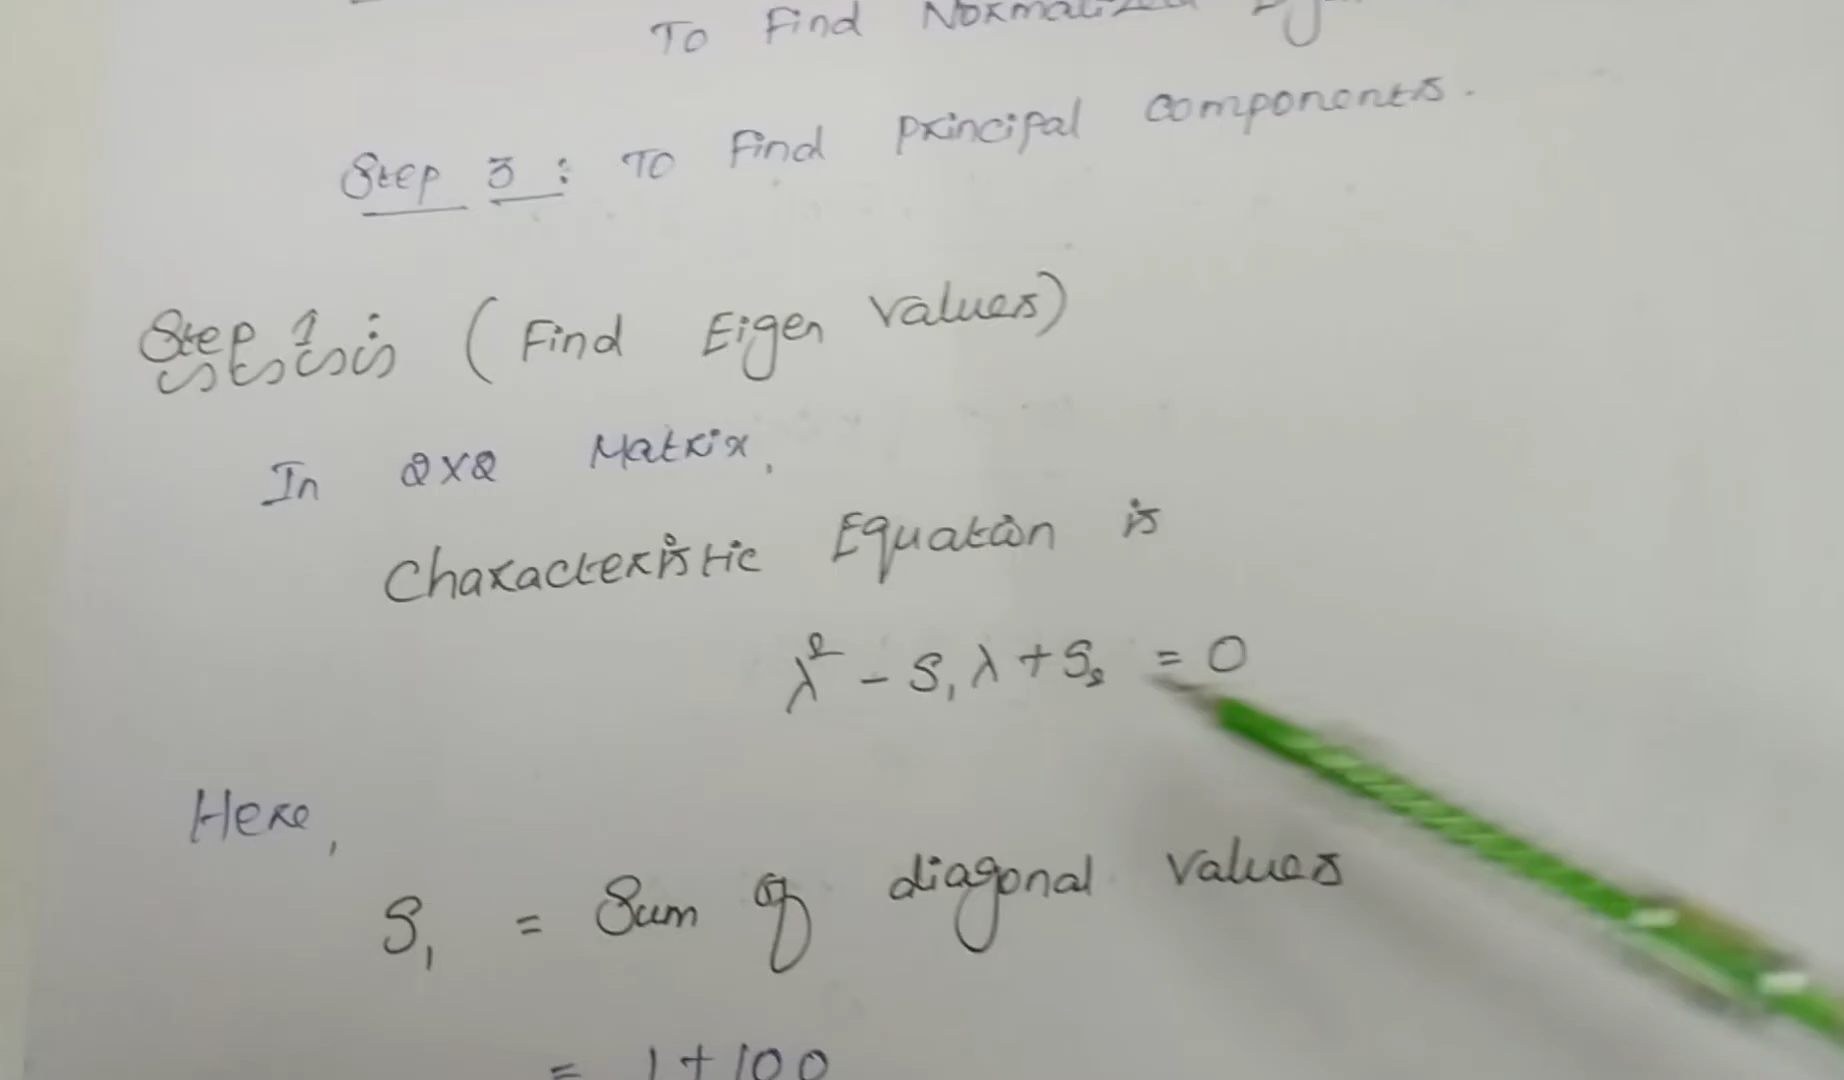 To Find Normalized
Step 3 : To Find principal components.
Step 1 : (Find Eigen Values)
In 2x2 Matrix,
Characteristic Equation is
λ² - S₁λ + S₂ = 0
Here,
S₁ = Sum of diagonal values
= 1 + 100